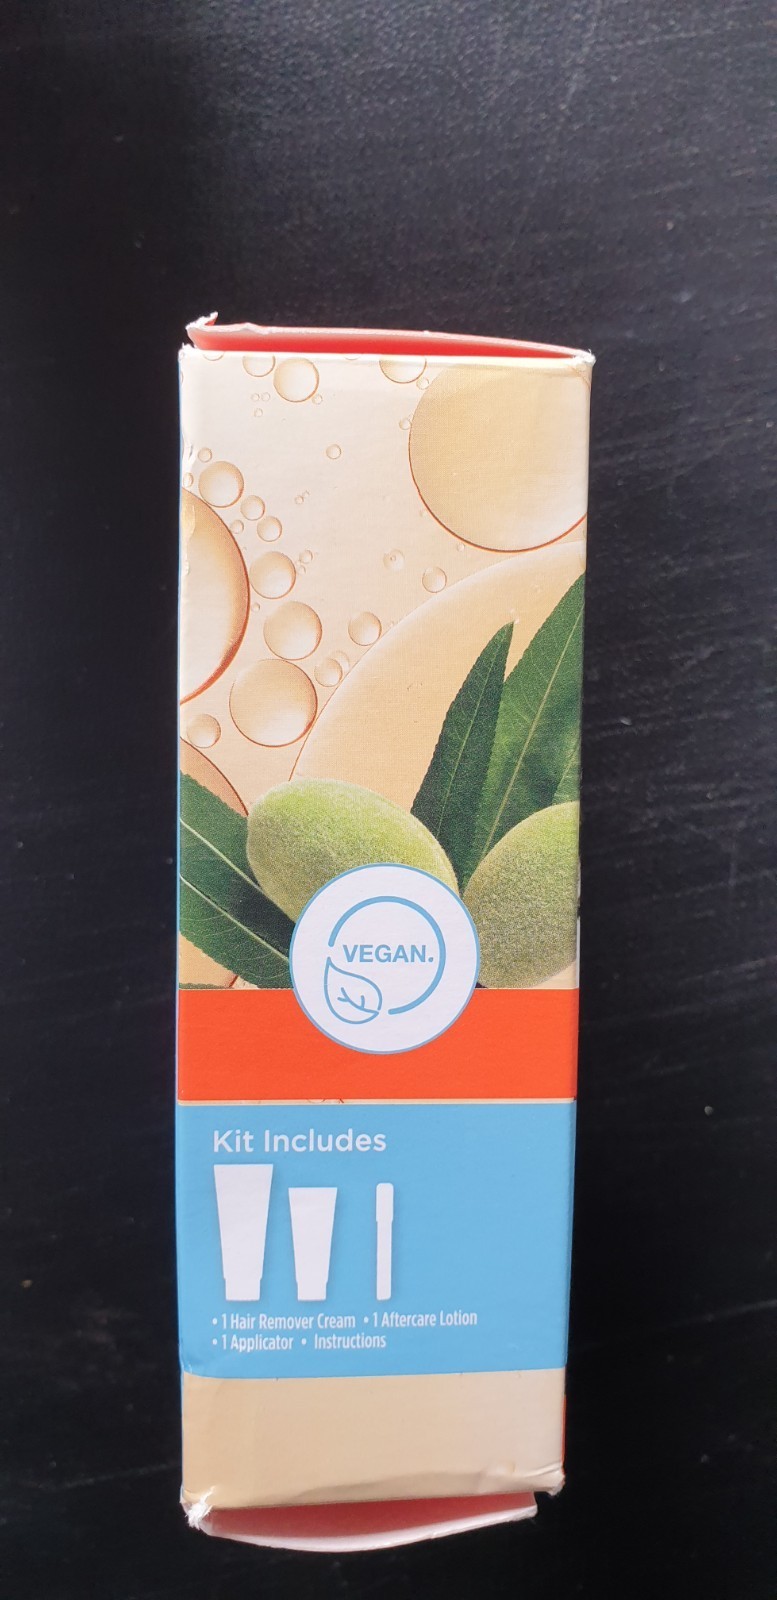 VEGAN.
Kit Includes
• 1 Hair Remover Cream • 1 Aftercare Lotion
• 1 Applicator • Instructions